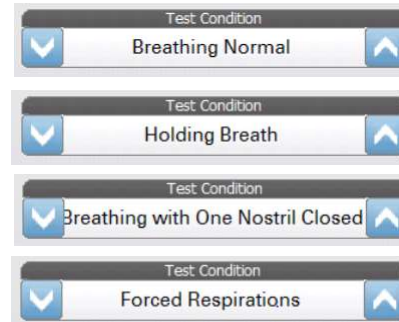 Test Condition
Breathing Normal
Test Condition
Holding Breath
Test Condition
Breathing with One Nostril Closed
Test Condition
Forced Respirations